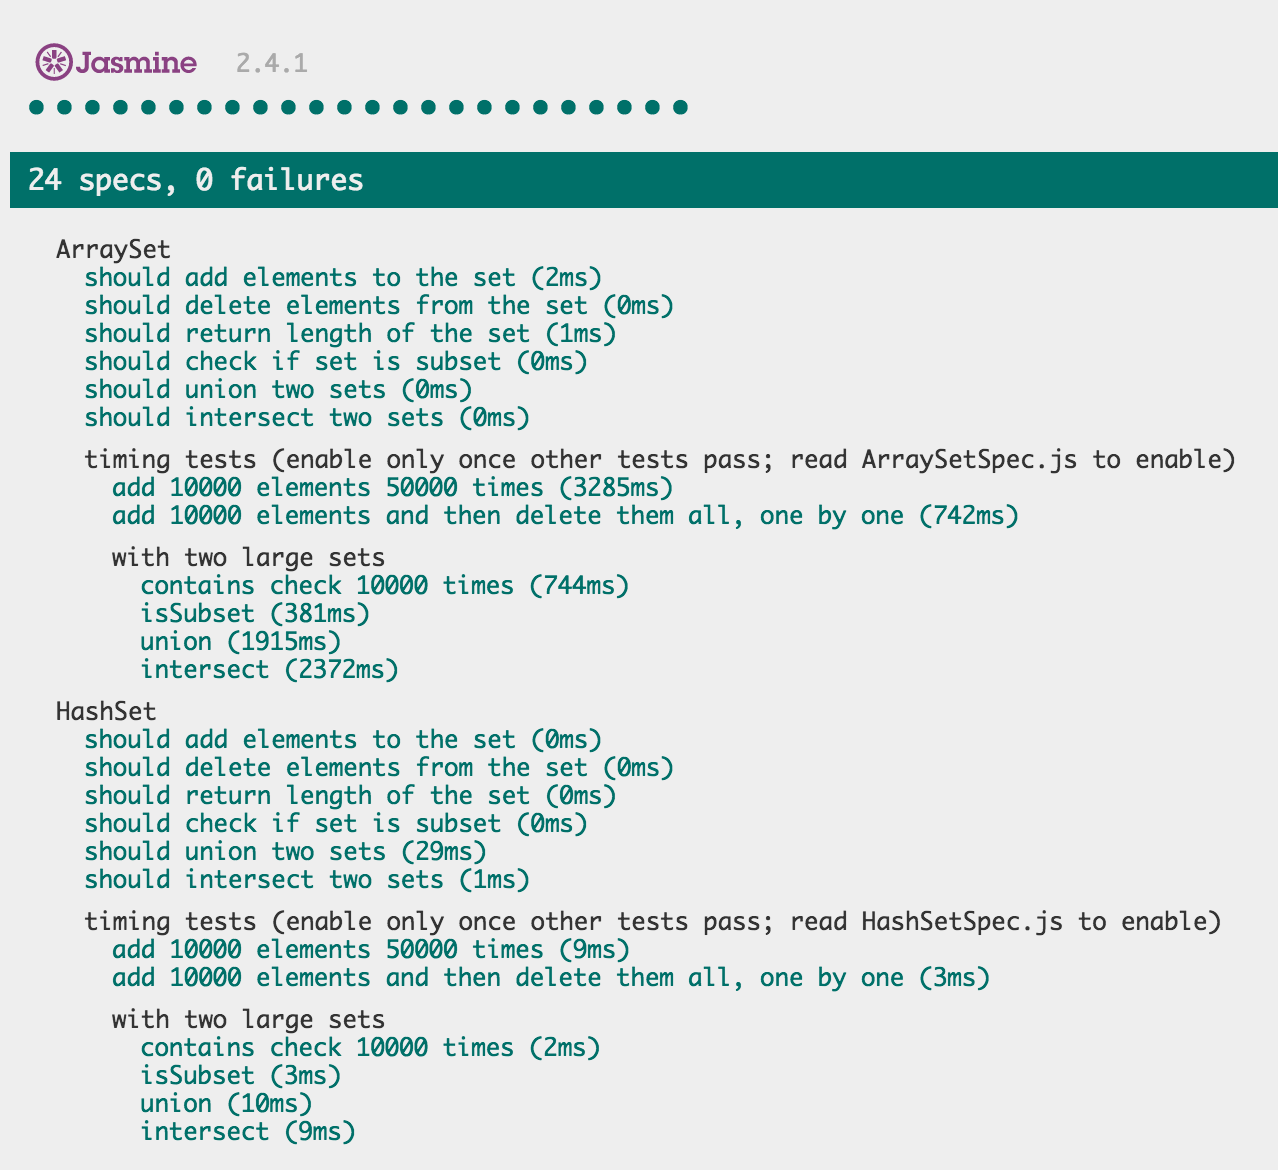 Jasmine 2.4.1
24 specs, 0 failures
ArraySet
should add elements to the set (2ms)
should delete elements from the set (0ms)
should return length of the set (1ms)
should check if set is subset (0ms)
should union two sets (0ms)
should intersect two sets (0ms)
timing tests (enable only once other tests pass; read ArraySetSpec.js to enable)
add 10000 elements 50000 times (3285ms)
add 10000 elements and then delete them all, one by one (742ms)
with two large sets
contains check 10000 times (744ms)
isSubset (381ms)
union (1915ms)
intersect (2372ms)
HashSet
should add elements to the set (0ms)
should delete elements from the set (0ms)
should return length of the set (0ms)
should check if set is subset (0ms)
should union two sets (29ms)
should intersect two sets (1ms)
timing tests (enable only once other tests pass; read HashSetSpec.js to enable)
add 10000 elements 50000 times (9ms)
add 10000 elements and then delete them all, one by one (3ms)
with two large sets
contains check 10000 times (2ms)
isSubset (3ms)
union (10ms)
intersect (9ms)